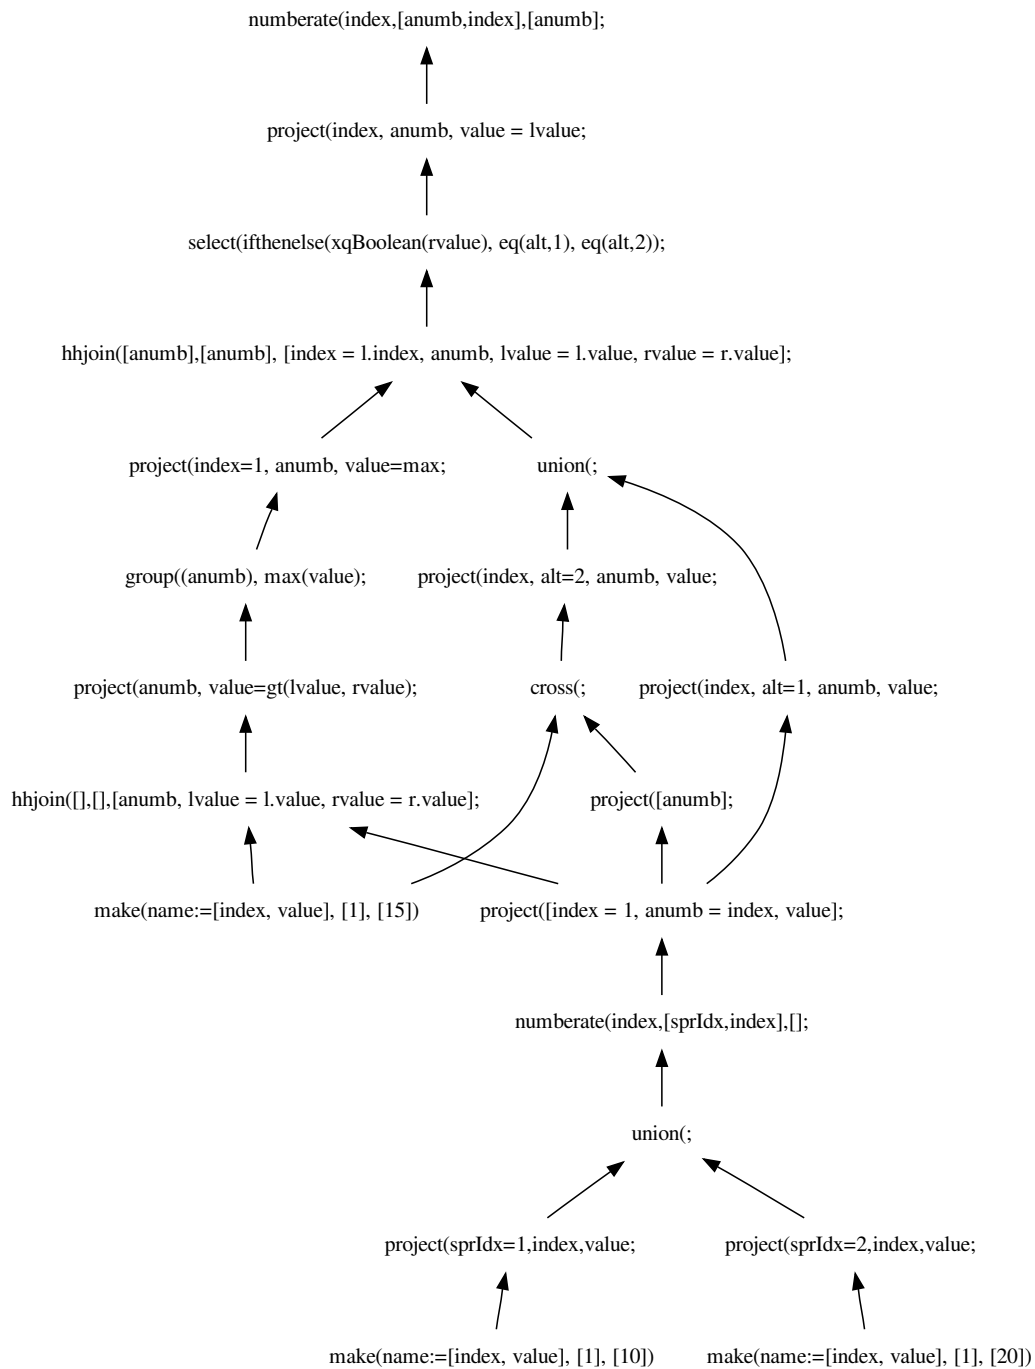 numberate(index,[anumb,index],[anumb];
project(index, anumb, value = lvalue;
select(ifthenelse(xqBoolean(rvalue), eq(alt,1), eq(alt,2));
hhjoin([anumb],[anumb], [index = l.index, anumb, lvalue = l.value, rvalue = r.value];
project(index=1, anumb, value=max;
union(;
group((anumb), max(value);
project(index, alt=2, anumb, value;
project(anumb, value=gt(lvalue, rvalue);
cross(;
project(index, alt=1, anumb, value;
hhjoin([],[],[anumb, lvalue = l.value, rvalue = r.value];
project([anumb];
make(name:=[index, value], [1], [15])
project([index = 1, anumb = index, value];
numberate(index,[sprIdx,index],[];
union(;
project(sprIdx=1,index,value;
project(sprIdx=2,index,value;
make(name:=[index, value], [1], [10])
make(name:=[index, value], [1], [20])